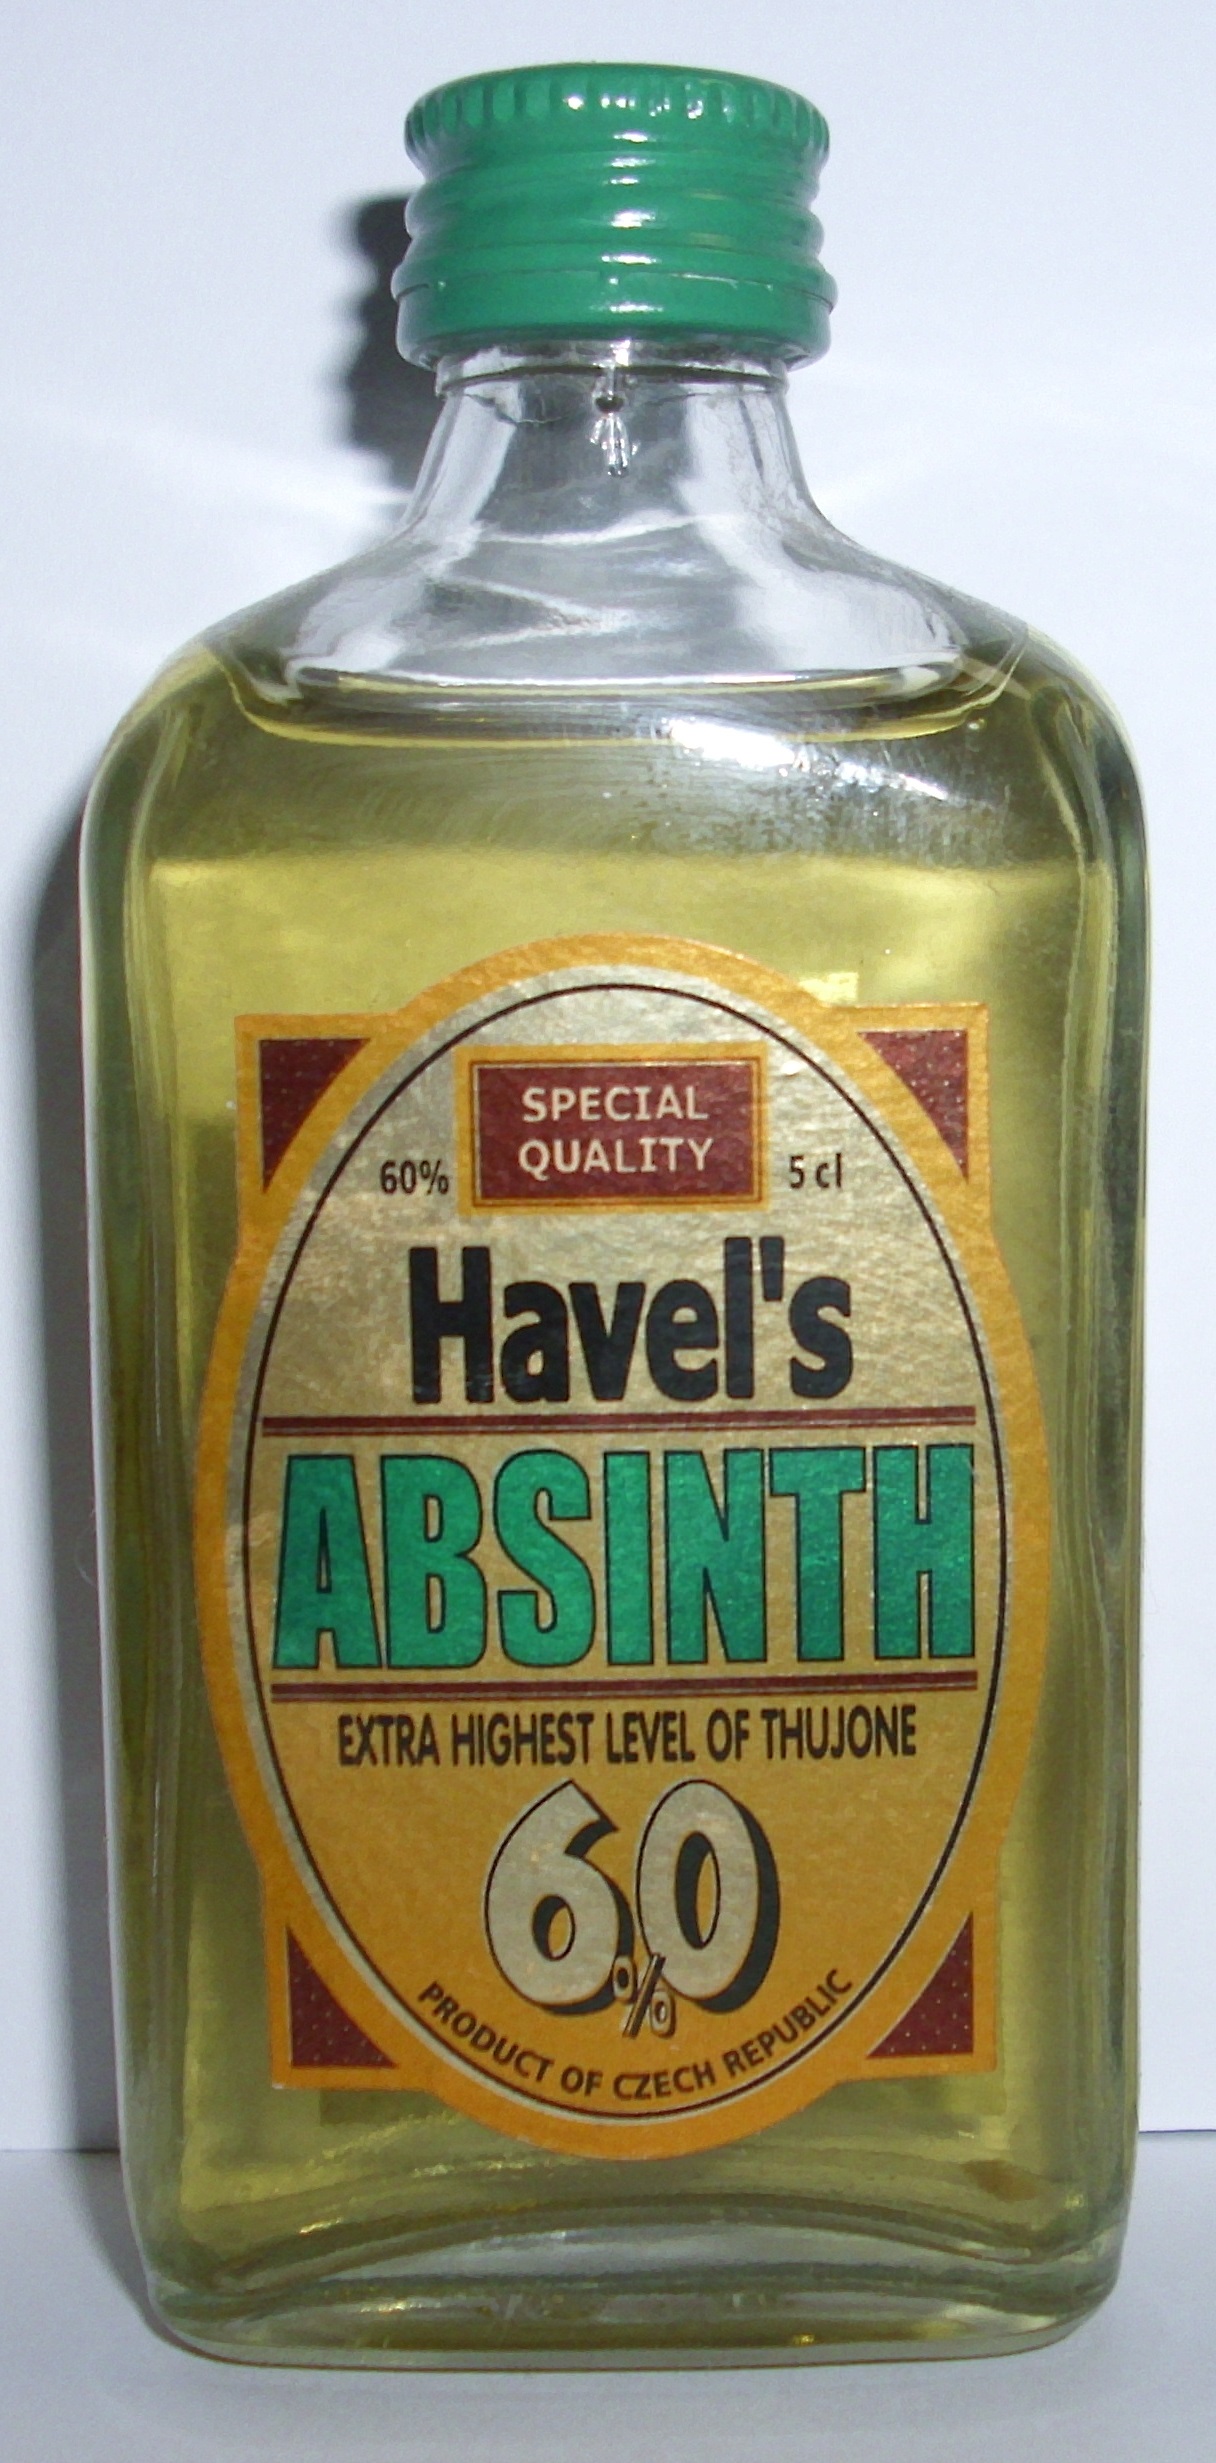 SPECIAL
QUALITY
60%
5 cl
Havel's
ABSINTH
EXTRA HIGHEST LEVEL OF THUJONE
60%
PRODUCT OF CZECH REPUBLIC